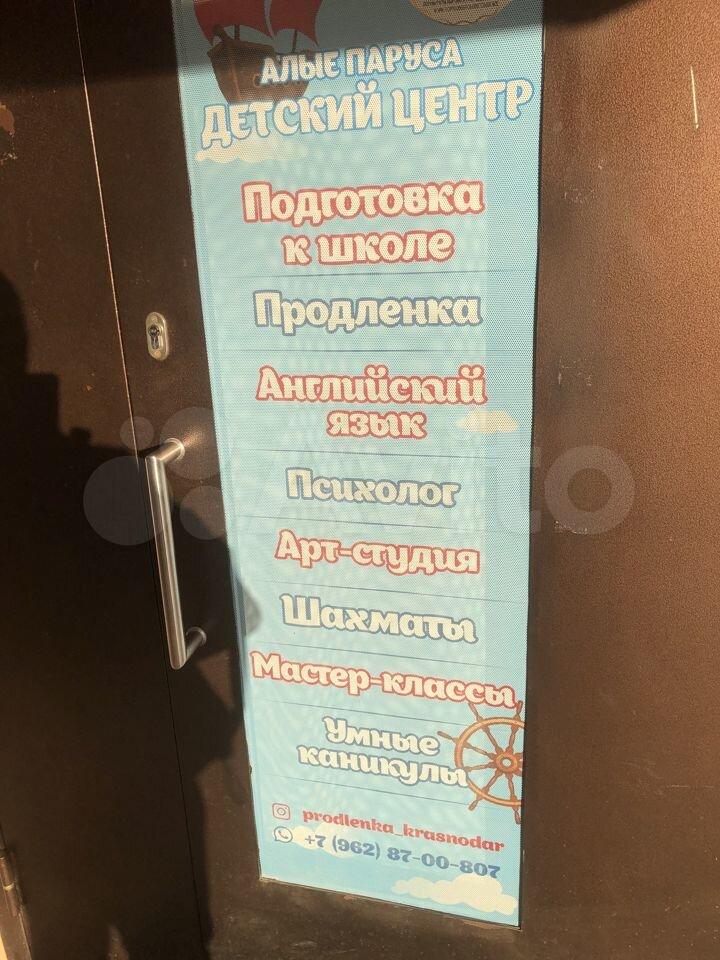 АЛЫЕ ПАРУСА
ДЕТСКИЙ ЦЕНТР
Подготовка
к школе
Продленка
Английский
язык
Психолог
Арт-студия
Шахматы
Мастер-классы
Умные
каникулы
prodlenka_krasnodar
+7 (962) 87-00-807
Avito